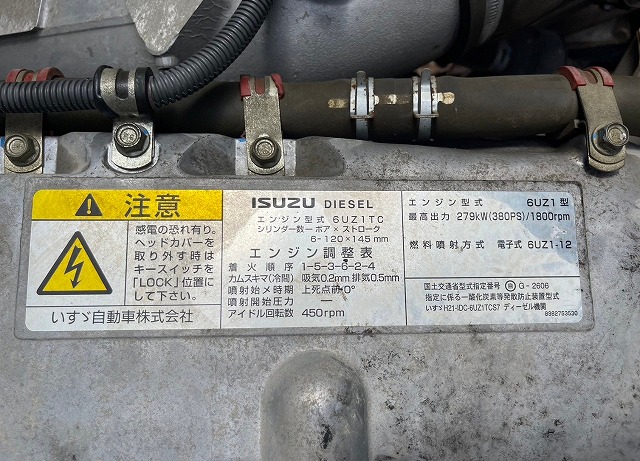 注意
感電の恐れ有り。
ヘッドカバーを
取り外す時は
キースイッチを
「LOCK」位置に
して下さい。
いすゞ自動車株式会社
ISUZU DIESEL
エンジン型式 6UZ1TC
シリンダー数－ボア×ストローク
6-120×145mm
エンジン調整表
着火順序 1-5-3-6-2-4
カムスキマ(冷間) 吸気0.2mm 排気0.5mm
噴射始メ時期 上死点前-0°
噴射開始圧力 —
アイドル回転数 450rpm
エンジン型式 6UZ1型
最高出力 279kW(380PS)/1800rpm
燃料噴射方式 電子式 6UZ1-12
国土交通省型式指定番号 G-2606
指定に係る一酸化炭素等発散防止装置型式
いすゞH21-IDC-6UZ1TCS7 ディーゼル機関